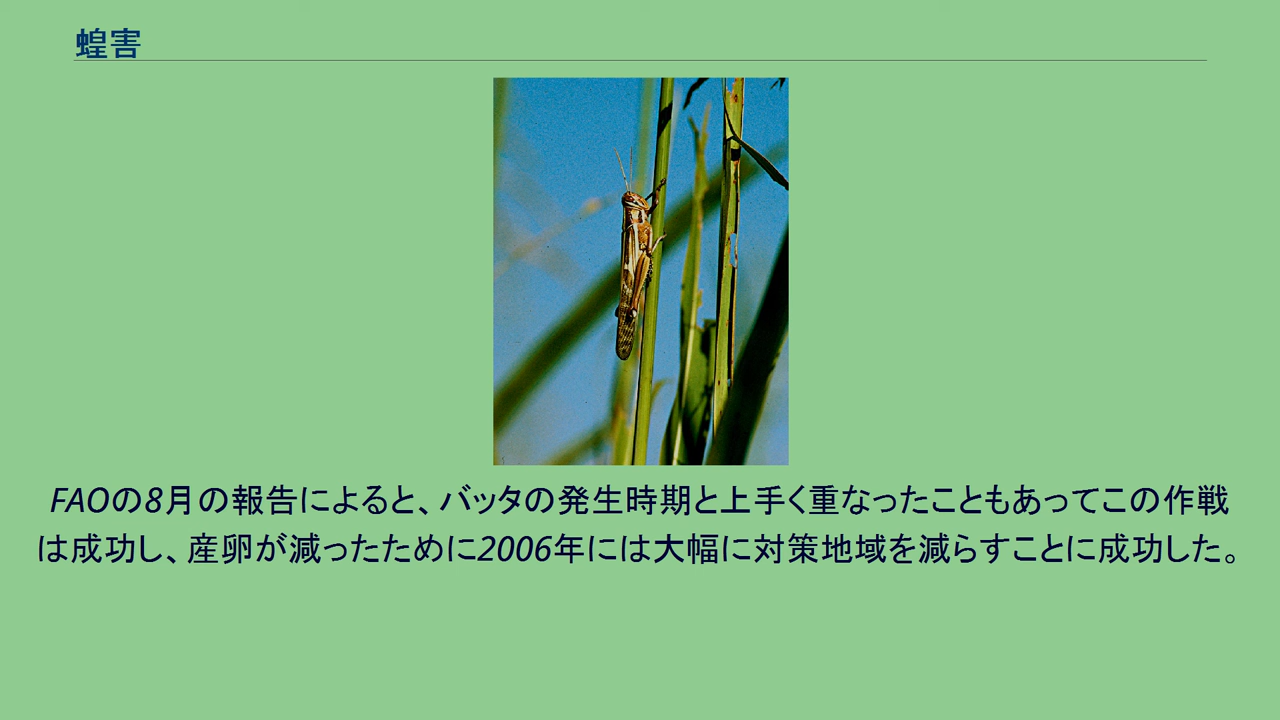 蝗害
FAOの8月の報告によると、バッタの発生時期と上手く重なったこともあってこの作戦
は成功し、産卵が減ったために2006年には大幅に対策地域を減らすことに成功した。